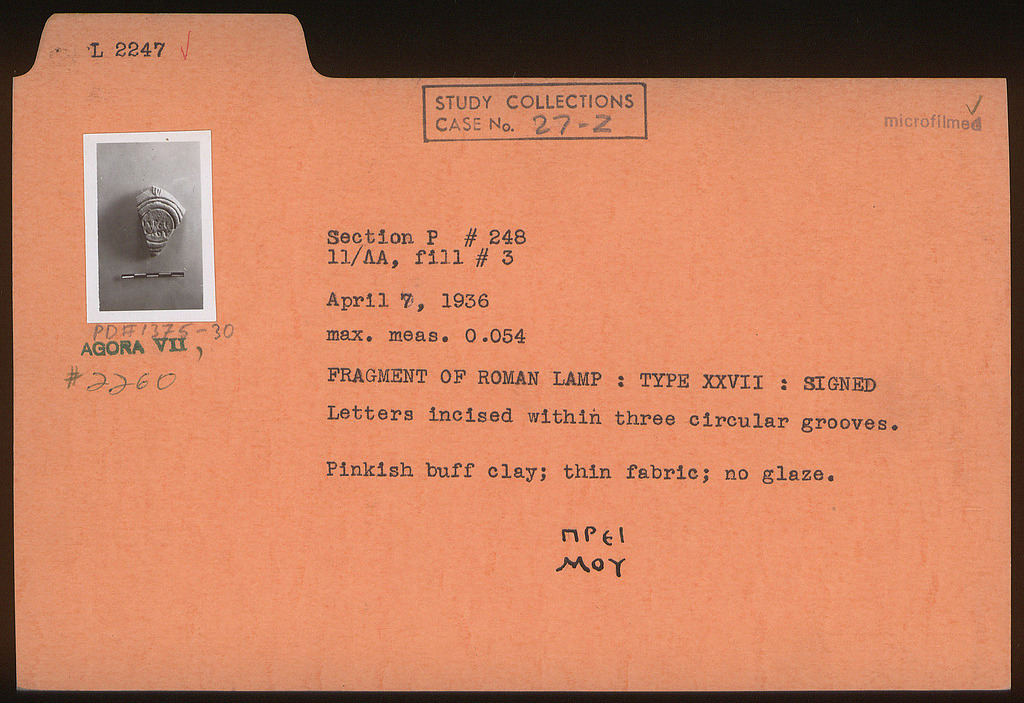 L 2247 ✓
STUDY COLLECTIONS
CASE No. 27-Z
microfilmed ✓
Section P # 248
11/ΛΑ, fill # 3
April 7, 1936
max. meas. 0.054
PD#1375-30
AGORA VII,
#2260
FRAGMENT OF ROMAN LAMP : TYPE XXVII : SIGNED
Letters incised within three circular grooves.
Pinkish buff clay; thin fabric; no glaze.
ΠΡΕΙ
ΜΟΥ